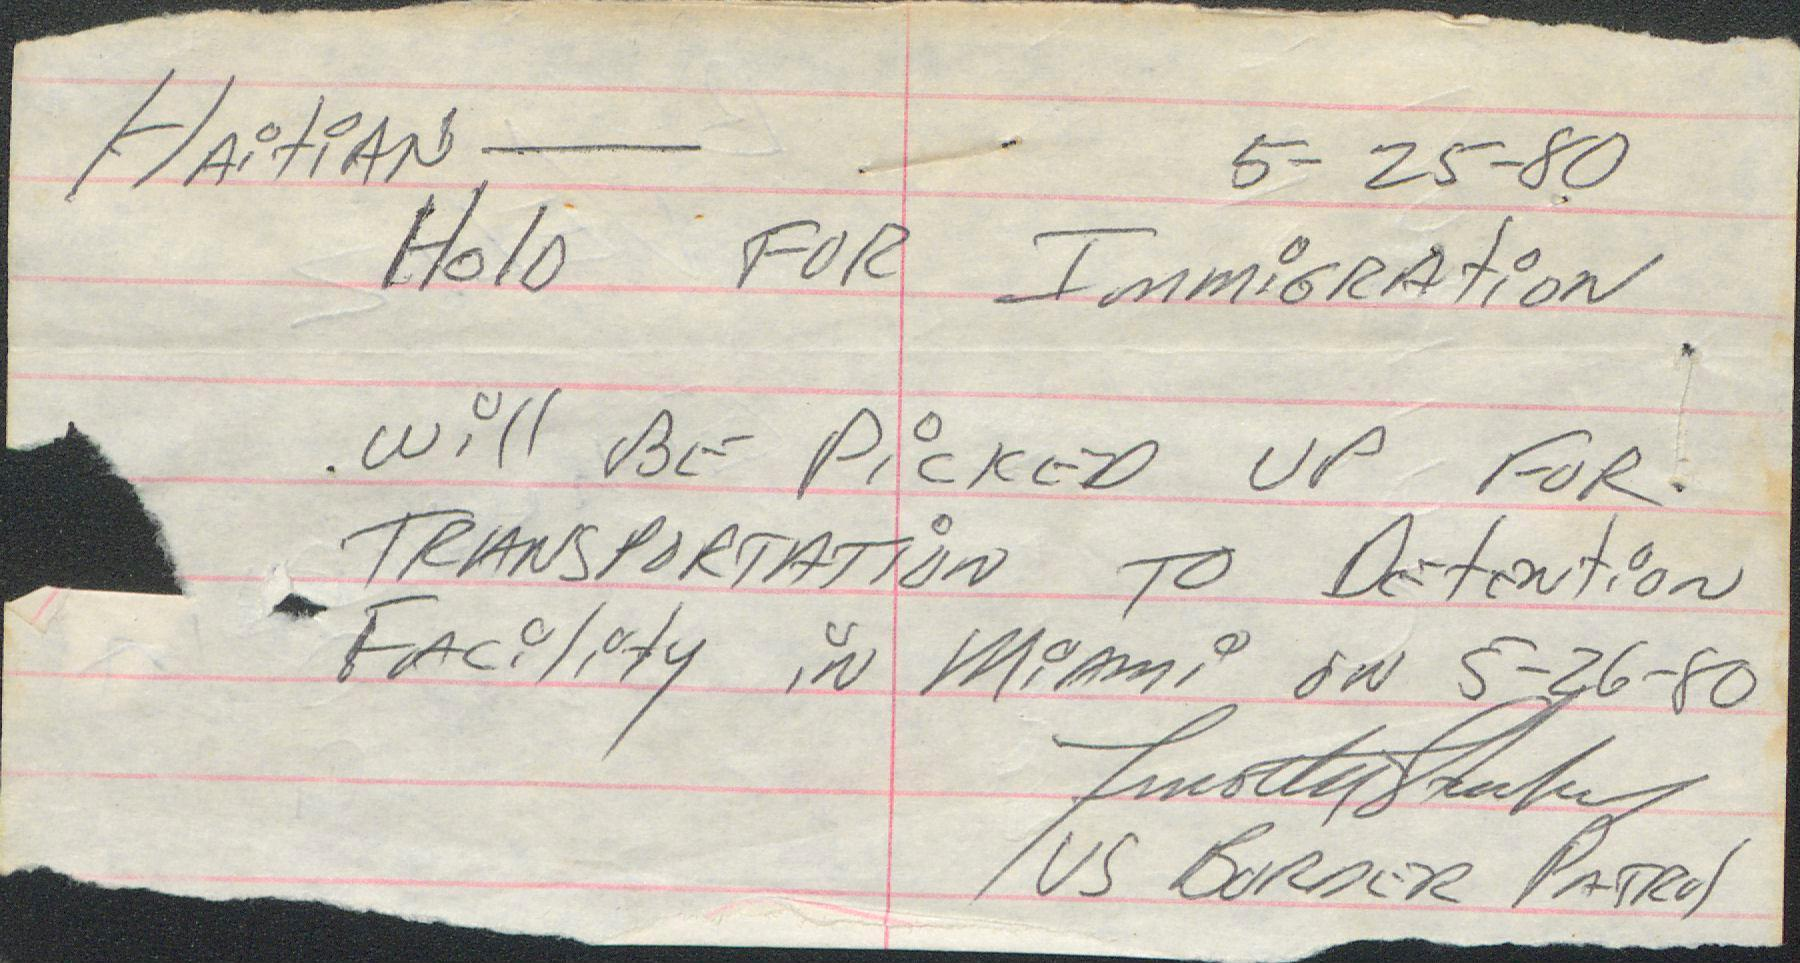 Haitian —— 5-25-80
Hold FOR Immigration
will BE PicKED UP FOR
TRANSPORTATION TO Detention
Facility in Miami on 5-26-80
Timothy
US BORDER PATROl